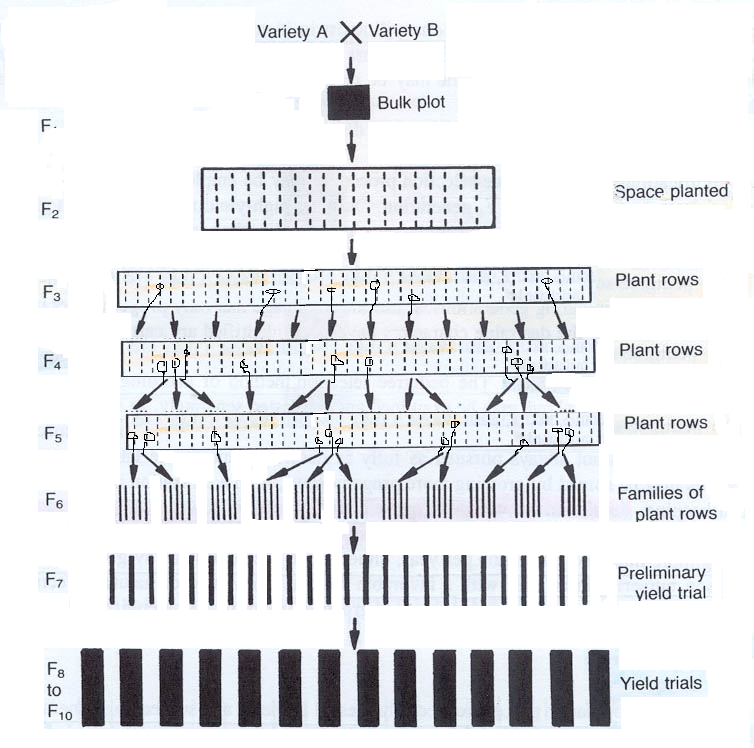 Variety A X Variety B
Bulk plot
F1
F2
Space planted
F3
Plant rows
F4
Plant rows
F5
Plant rows
F6
Families of
plant rows
F7
Preliminary
yield trial
F8
to
F10
Yield trials